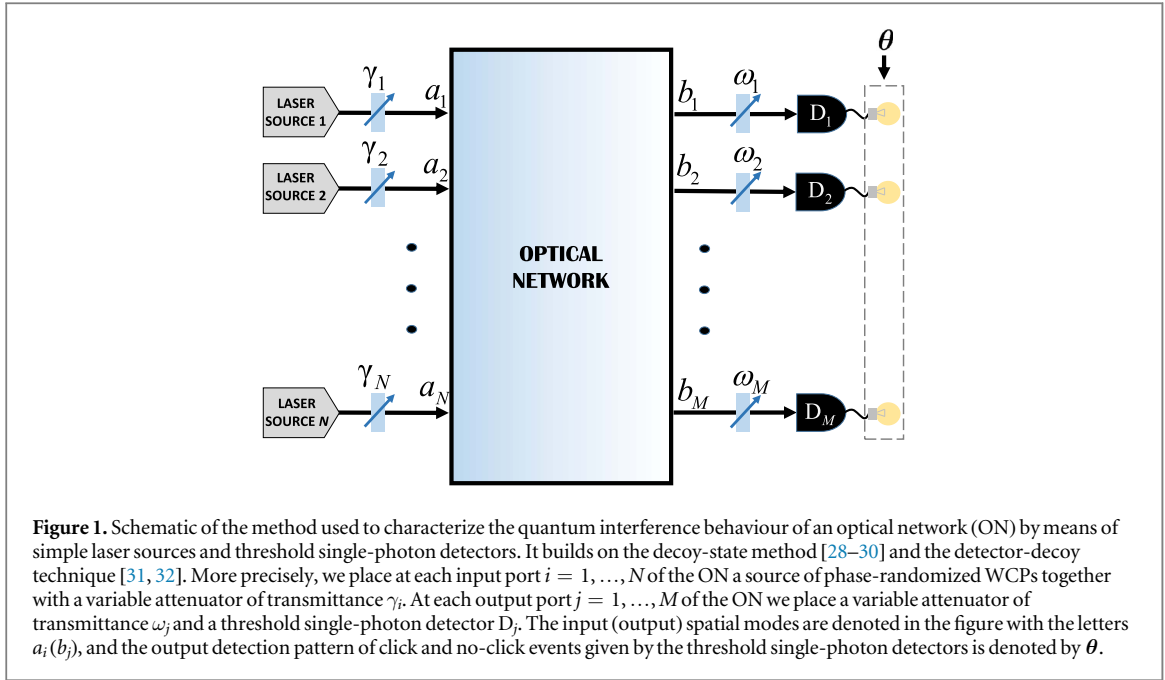 θ
LASER
SOURCE 1
γ1
a1
b1
ω1
D1
LASER
SOURCE 2
γ2
a2
b2
ω2
D2
OPTICAL
NETWORK
LASER
SOURCE N
γN
aN
bM
ωM
DM
Figure 1. Schematic of the method used to characterize the quantum interference behaviour of an optical network (ON) by means of
simple laser sources and threshold single-photon detectors. It builds on the decoy-state method [28–30] and the detector-decoy
technique [31, 32]. More precisely, we place at each input port i = 1, …, N of the ON a source of phase-randomized WCPs together
with a variable attenuator of transmittance γi. At each output port j = 1, …, M of the ON we place a variable attenuator of
transmittance ωj and a threshold single-photon detector Dj. The input (output) spatial modes are denoted in the figure with the letters
ai (bj), and the output detection pattern of click and no-click events given by the threshold single-photon detectors is denoted by θ.